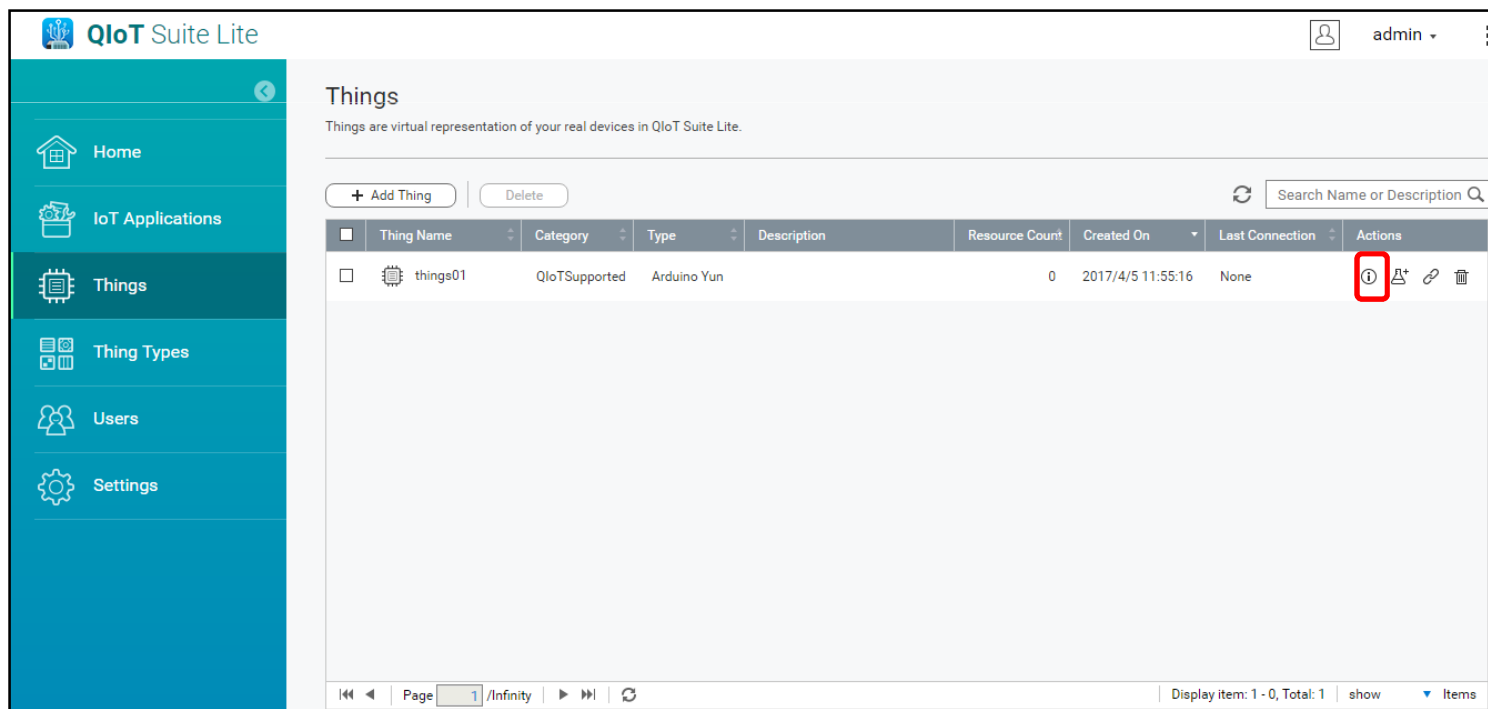 QIoT Suite Lite
admin
Home
IoT Applications
Things
Thing Types
Users
Settings
Things
Things are virtual representation of your real devices in QIoT Suite Lite.
+ Add Thing Delete Search Name or Description
Thing Name Category Type Description Resource Count Created On Last Connection Actions
things01 QIoTSupported Arduino Yun 0 2017/4/5 11:55:16 None
Page 1 /Infinity Display item: 1 - 0, Total: 1 show Items